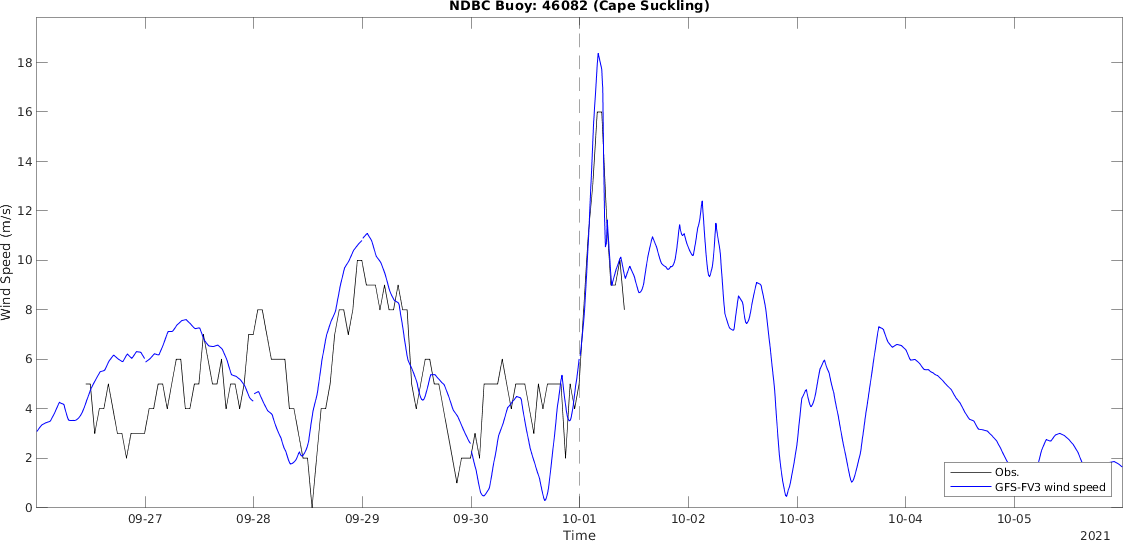 NDBC Buoy: 46082 (Cape Suckling)
18
16
14
12
10
8
6
4
2
0
Wind Speed (m/s)
09-27 09-28 09-29 09-30 10-01 10-02 10-03 10-04 10-05
Time
2021
Obs.
GFS-FV3 wind speed